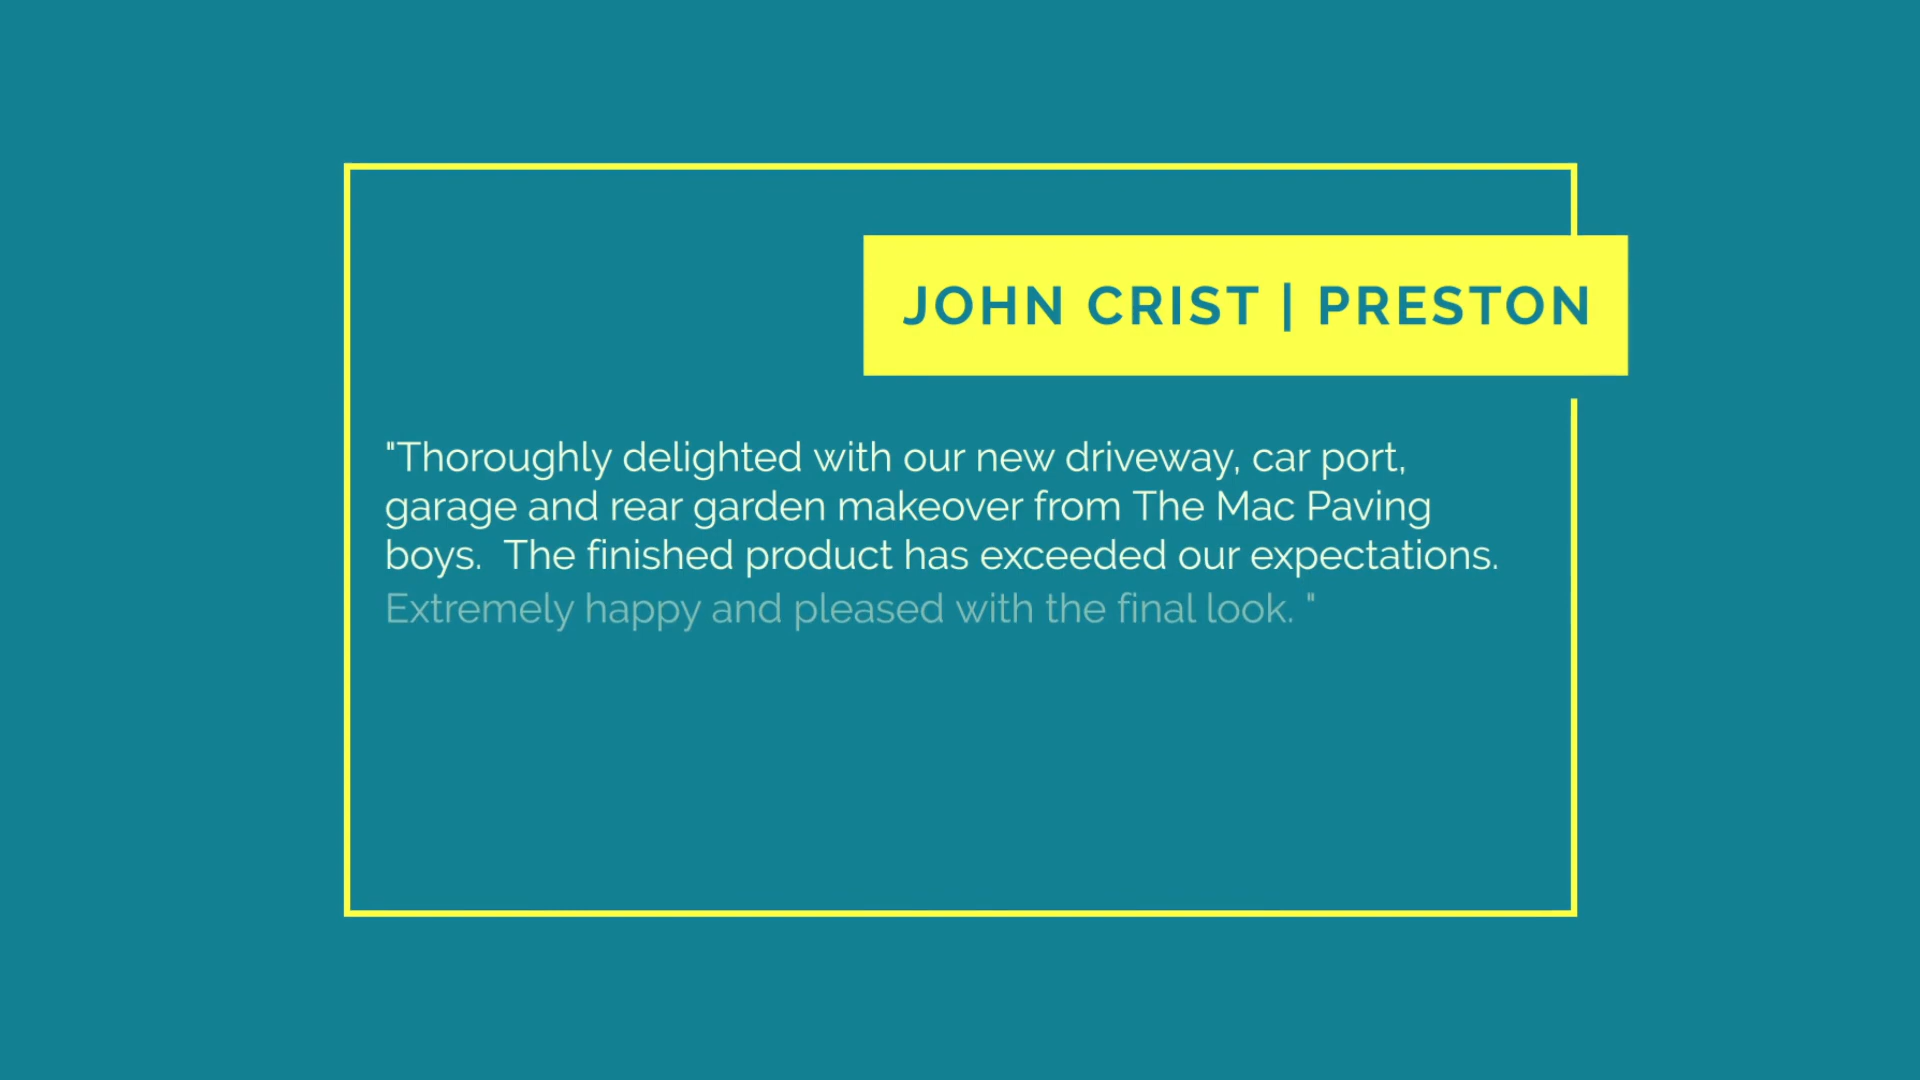 JOHN CRIST | PRESTON
"Thoroughly delighted with our new driveway, car port,
garage and rear garden makeover from The Mac Paving
boys.  The finished product has exceeded our expectations.
Extremely happy and pleased with the final look. "